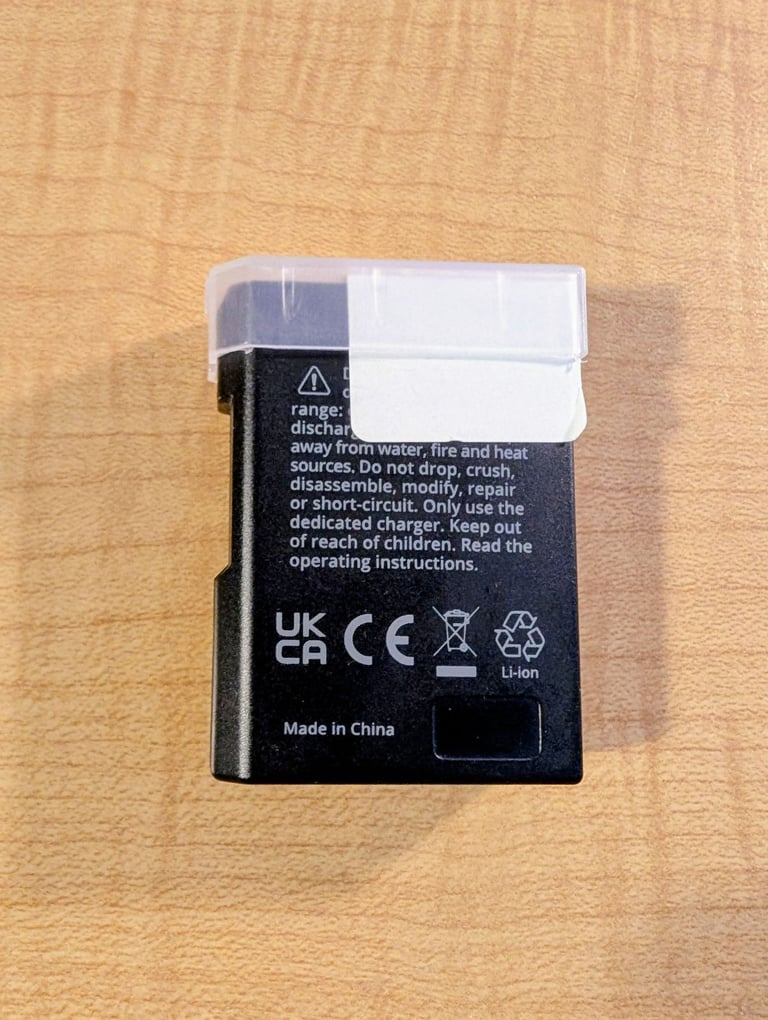 range:
away from water, fire and heat
sources. Do not drop, crush,
disassemble, modify, repair
or short-circuit. Only use the
dedicated charger. Keep out
of reach of children. Read the
operating instructions.
UK
CA CE
Li-ion
Made in China